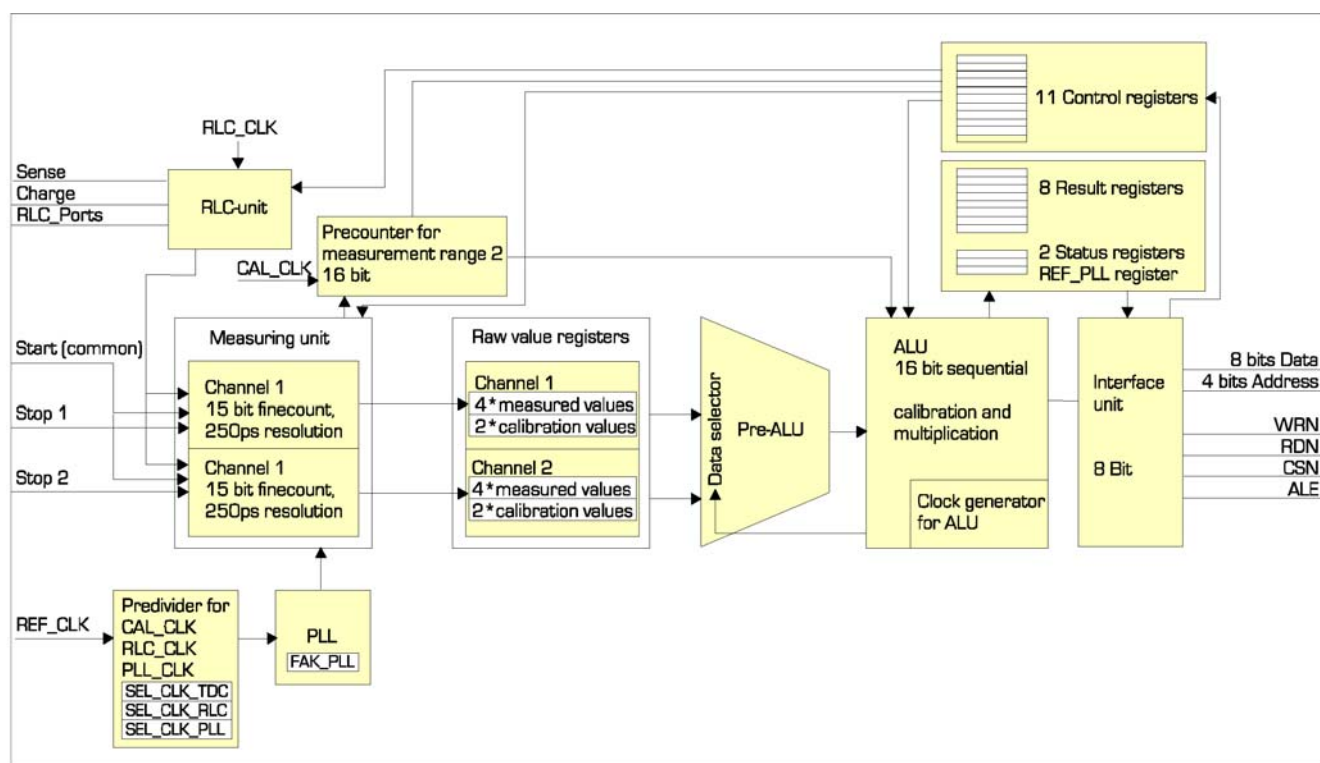 11 Control registers
RLC_CLK
Sense
Charge
RLC_Ports
RLC-unit
8 Result registers
2 Status registers
REF_PLL register
Precounter for
measurement range 2
16 bit
CAL_CLK
Start (common)
Stop 1
Stop 2
Measuring unit
Channel 1
15 bit finecount,
250ps resolution
Channel 1
15 bit finecount,
250ps resolution
Raw value registers
Channel 1
4*measured values
2*calibration values
Channel 2
4*measured values
2*calibration values
Data selector
Pre-ALU
ALU
16 bit sequential
calibration and
multiplication
Clock generator
for ALU
Interface
unit
8 Bit
8 bits Data
4 bits Address
WRN
RDN
CSN
ALE
REF_CLK
Predivider for
CAL_CLK
RLC_CLK
PLL_CLK
SEL_CLK_TDC
SEL_CLK_RLC
SEL_CLK_PLL
PLL
FAK_PLL